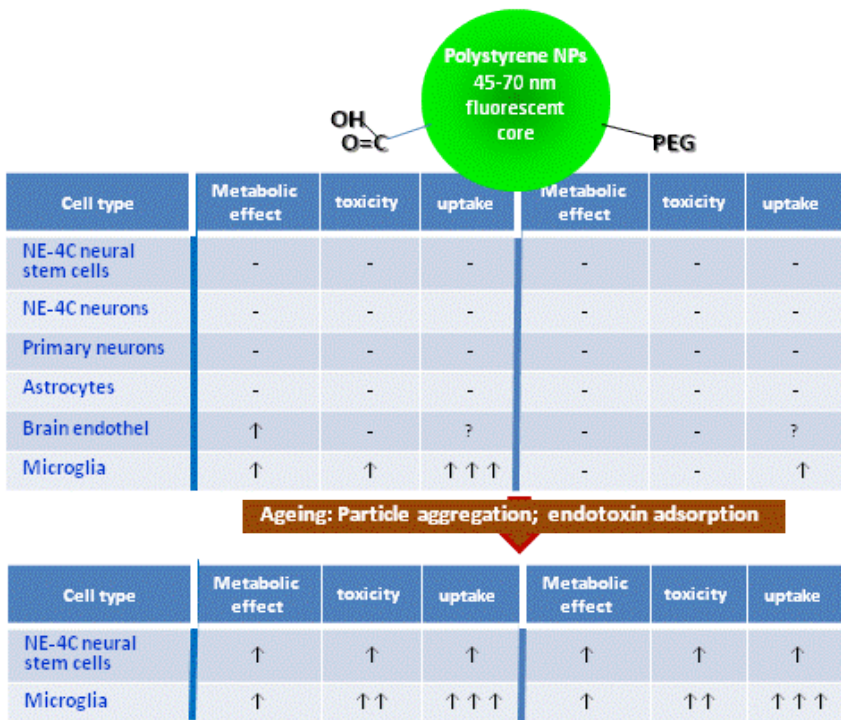 Polystyrene NPs
45-70 nm
fluorescent
core
OH
O=C
PEG
Cell type Metabolic effect toxicity uptake Metabolic effect toxicity uptake
NE-4C neural stem cells - - - - - -
NE-4C neurons - - - - - -
Primary neurons - - - - - -
Astrocytes - - - - - -
Brain endothel ↑ - ? - - ?
Microglia ↑ ↑ ↑↑↑ - - ↑
Ageing: Particle aggregation; endotoxin adsorption
Cell type Metabolic effect toxicity uptake Metabolic effect toxicity uptake
NE-4C neural stem cells ↑ ↑ ↑ ↑ ↑ ↑
Microglia ↑ ↑↑ ↑↑↑ ↑ ↑↑ ↑↑↑